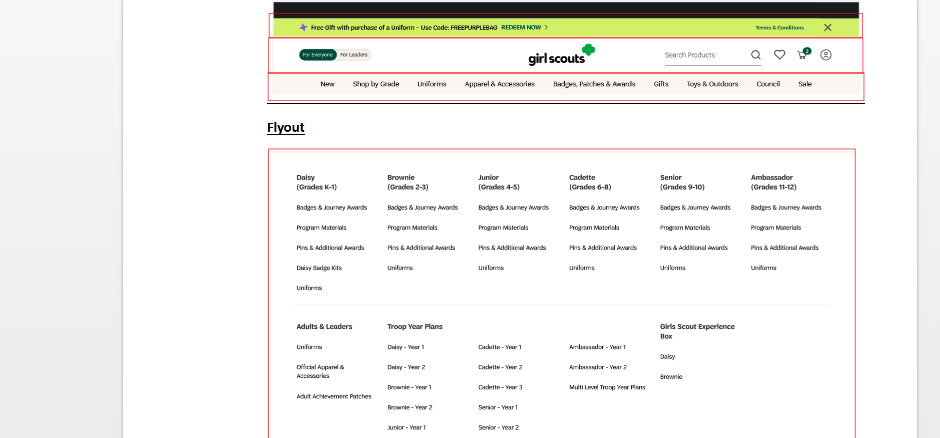 Free Gift with purchase of a Uniform – Use Code: FREEPURPLEBAG REDEEM NOW
Terms & Conditions
For Everyone For Leaders
girl scouts
Search Products
2
New Shop by Grade Uniforms Apparel & Accessories Badges, Patches & Awards Gifts Toys & Outdoors Council Sale
Flyout
Daisy
(Grades K-1)
Badges & Journey Awards
Program Materials
Pins & Additional Awards
Daisy Badge Kits
Uniforms
Brownie
(Grades 2-3)
Badges & Journey Awards
Program Materials
Pins & Additional Awards
Uniforms
Junior
(Grades 4-5)
Badges & Journey Awards
Program Materials
Pins & Additional Awards
Uniforms
Cadette
(Grades 6-8)
Badges & Journey Awards
Program Materials
Pins & Additional Awards
Uniforms
Senior
(Grades 9-10)
Badges & Journey Awards
Program Materials
Pins & Additional Awards
Uniforms
Ambassador
(Grades 11-12)
Badges & Journey Awards
Program Materials
Pins & Additional Awards
Uniforms
Adults & Leaders
Uniforms
Official Apparel &
Accessories
Adult Achievement Patches
Troop Year Plans
Daisy - Year 1
Daisy - Year 2
Brownie - Year 1
Brownie - Year 2
Junior - Year 1
Cadette - Year 1
Cadette - Year 2
Cadette - Year 3
Senior - Year 1
Senior - Year 2
Ambassador - Year 1
Ambassador - Year 2
Multi Level Troop Year Plans
Girls Scout Experience
Box
Daisy
Brownie